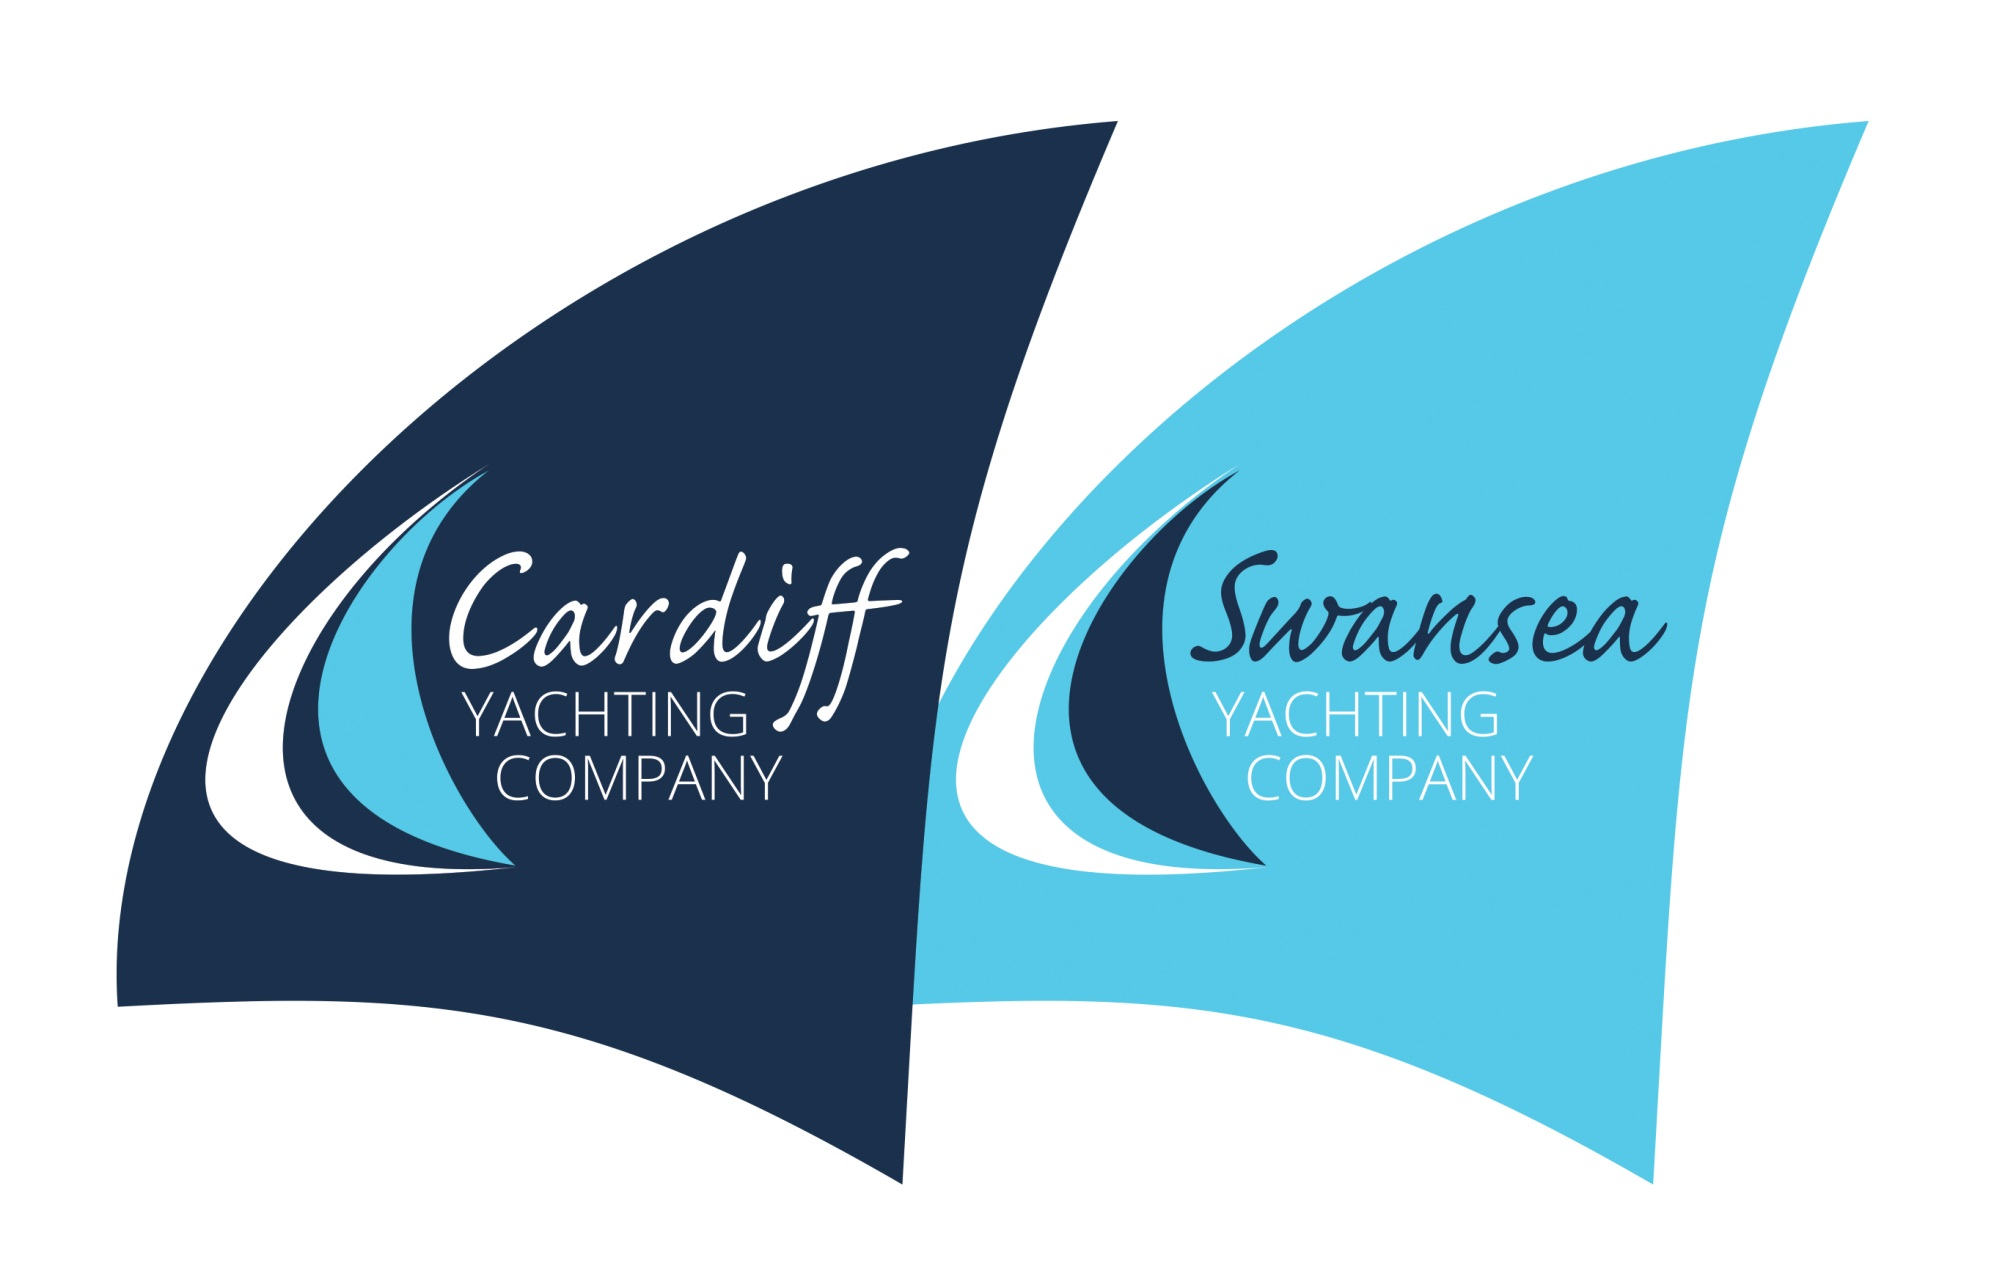 Cardiff
YACHTING
COMPANY
Swansea
YACHTING
COMPANY